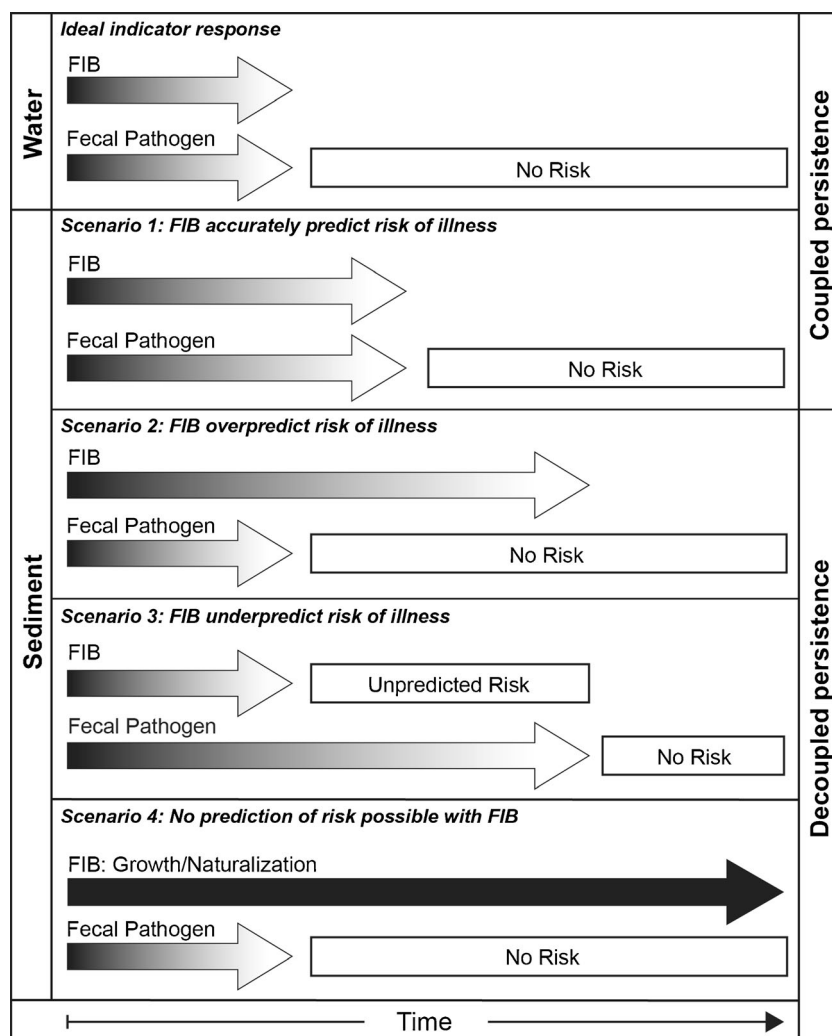 Water
Ideal indicator response
FIB
Fecal Pathogen
No Risk
Coupled persistence
Sediment
Scenario 1: FIB accurately predict risk of illness
FIB
Fecal Pathogen
No Risk
Scenario 2: FIB overpredict risk of illness
FIB
Fecal Pathogen
No Risk
Decoupled persistence
Scenario 3: FIB underpredict risk of illness
FIB
Unpredicted Risk
Fecal Pathogen
No Risk
Scenario 4: No prediction of risk possible with FIB
FIB: Growth/Naturalization
Fecal Pathogen
No Risk
Time